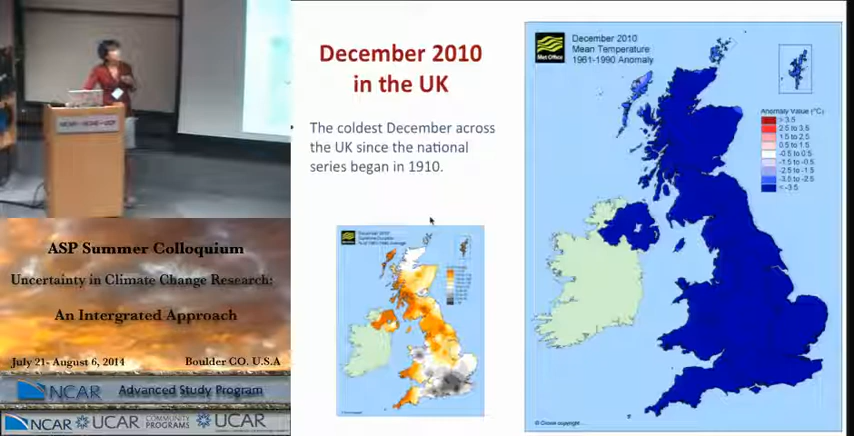 December 2010
in the UK
The coldest December across
the UK since the national
series began in 1910.
Met Office
December 2010
Mean Temperature
1961-1990 Anomaly
Anomaly Value (°C)
> 3.5
2.5 to 3.5
1.5 to 2.5
0.5 to 1.5
-0.5 to 0.5
-1.5 to -0.5
-2.5 to -1.5
-3.5 to -2.5
< -3.5
© Crown copyright
ASP Summer Colloquium
Uncertainty in Climate Change Research:
An Intergrated Approach
July 21- August 6, 2014 Boulder CO. U.S.A
NCAR Advanced Study Program
NCAR UCAR COMMUNITY PROGRAMS UCAR